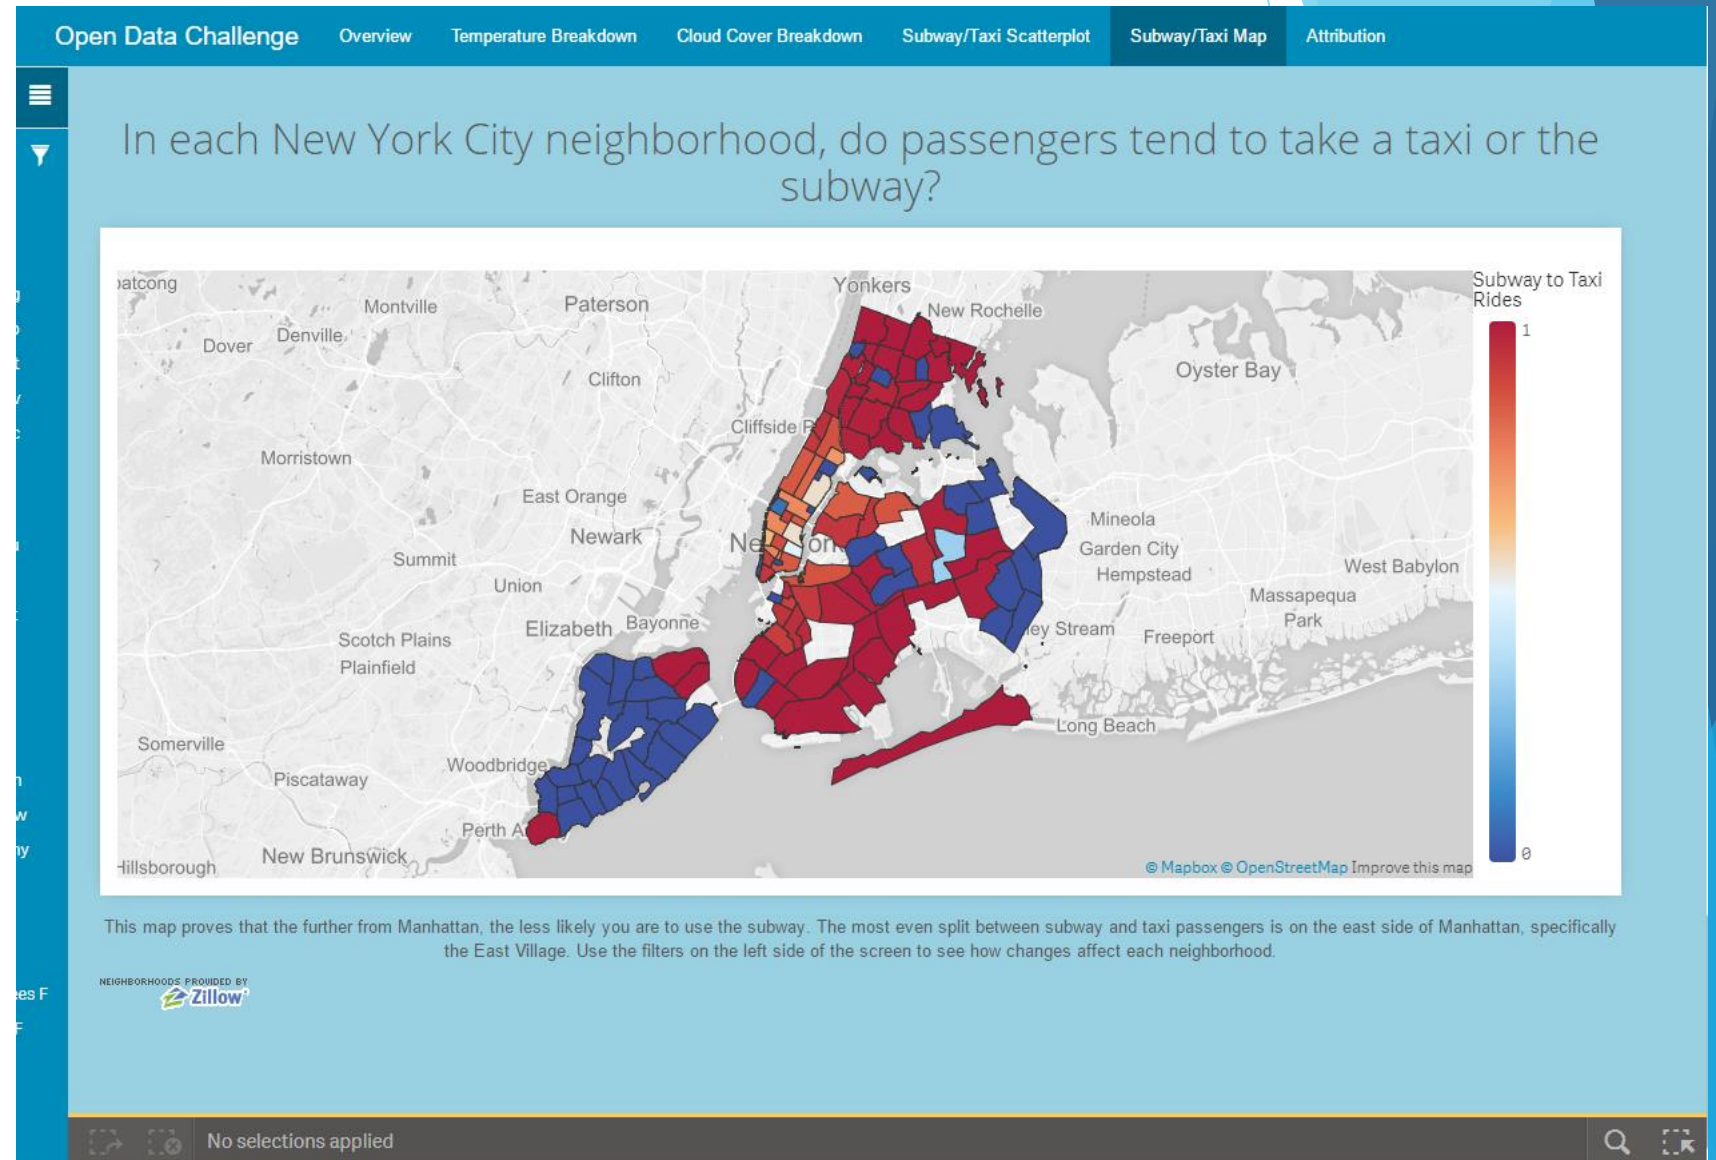 Open Data Challenge Overview Temperature Breakdown Cloud Cover Breakdown Subway/Taxi Scatterplot Subway/Taxi Map Attribution
In each New York City neighborhood, do passengers tend to take a taxi or the
subway?
Subway to Taxi
Rides
1
0
Yonkers
Montville
Paterson
New Rochelle
Denville
Dover
Oyster Bay
Clifton
Cliffside
Morristown
East Orange
Mineola
Newark
Garden City
Summit
Hempstead
West Babylon
Union
Massapequa
Park
Elizabeth
Bayonne
Scotch Plains
Stream
Freeport
Plainfield
Long Beach
Somerville
Woodbridge
Piscataway
Perth
New Brunswick
Hillsborough
© Mapbox © OpenStreetMap Improve this map
This map proves that the further from Manhattan, the less likely you are to use the subway. The most even split between subway and taxi passengers is on the east side of Manhattan, specifically
the East Village. Use the filters on the left side of the screen to see how changes affect each neighborhood.
NEIGHBORHOODS PROVIDED BY
Zillow
No selections applied